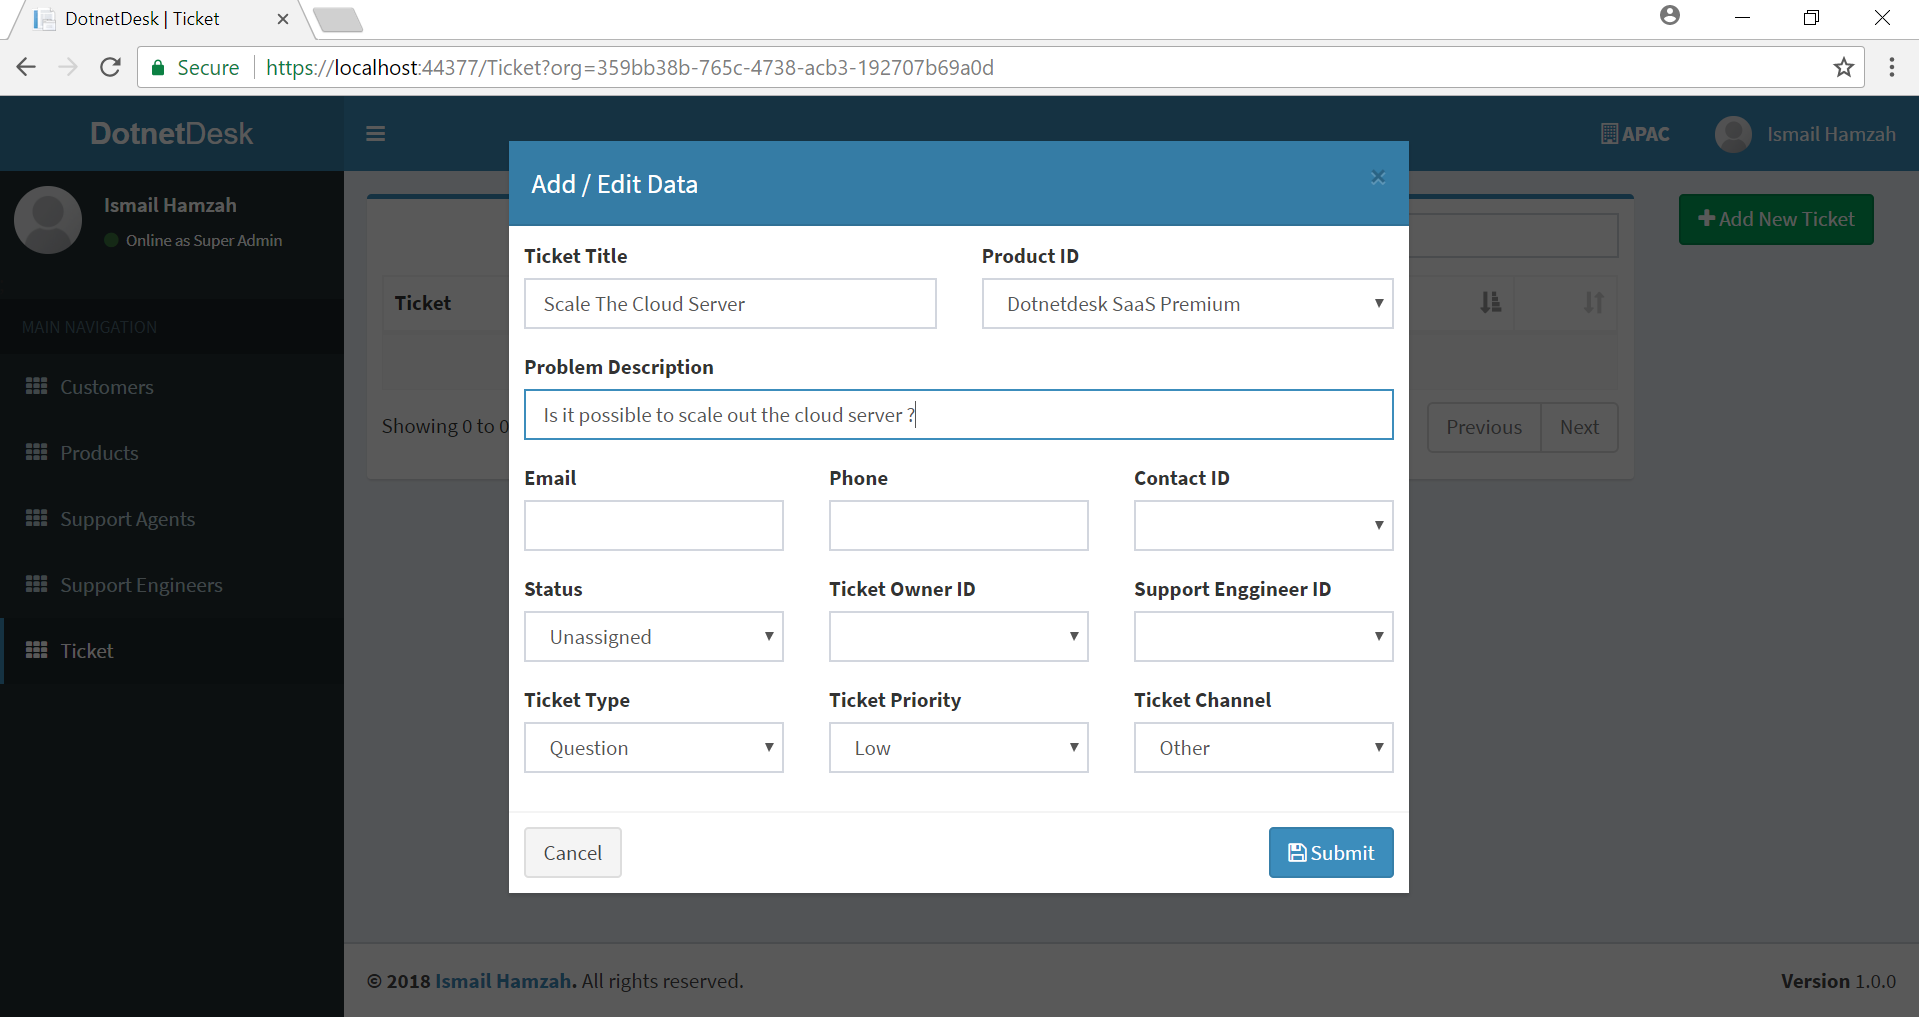 DotnetDesk | Ticket
Secure https://localhost:44377/Ticket?org=359bb38b-765c-4738-acb3-192707b69a0d
DotnetDesk
APAC
Ismail Hamzah
Ismail Hamzah
Online as Super Admin
MAIN NAVIGATION
Customers
Products
Support Agents
Support Engineers
Ticket
Add New Ticket
Ticket
Showing 0 to 0
Previous Next
Add / Edit Data
Ticket Title Product ID
Scale The Cloud Server Dotnetdesk SaaS Premium
Problem Description
Is it possible to scale out the cloud server ?
Email Phone Contact ID
Status Ticket Owner ID Support Enggineer ID
Unassigned
Ticket Type Ticket Priority Ticket Channel
Question Low Other
Cancel Submit
© 2018 Ismail Hamzah. All rights reserved.
Version 1.0.0